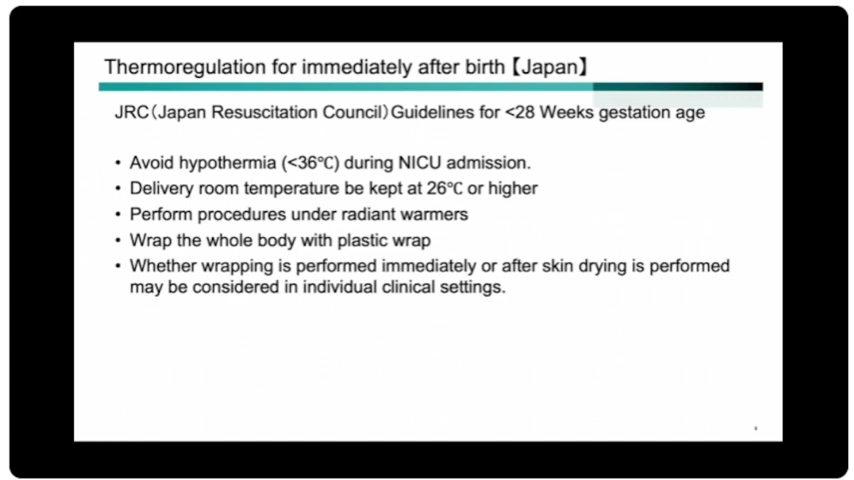 Thermoregulation for immediately after birth【Japan】
JRC(Japan Resuscitation Council)Guidelines for <28 Weeks gestation age
• Avoid hypothermia (<36℃) during NICU admission.
• Delivery room temperature be kept at 26℃ or higher
• Perform procedures under radiant warmers
• Wrap the whole body with plastic wrap
• Whether wrapping is performed immediately or after skin drying is performed
may be considered in individual clinical settings.